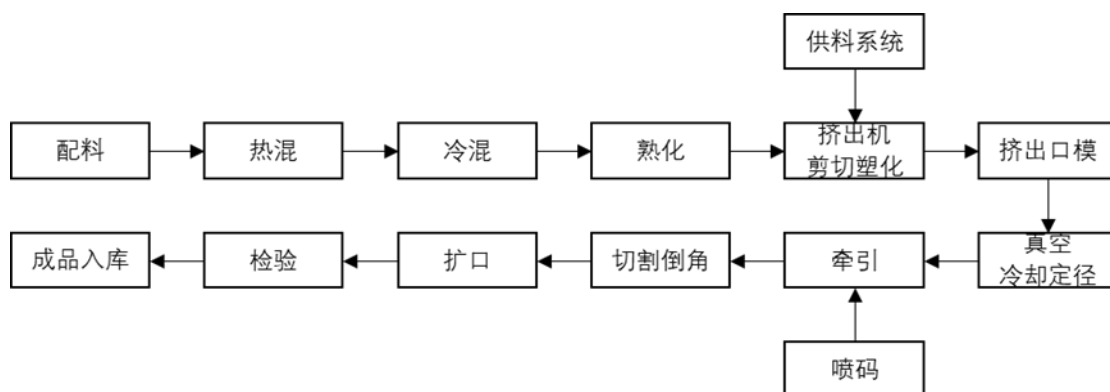 供料系统
配料
热混
冷混
熟化
挤出机
剪切塑化
挤出口模
成品入库
检验
扩口
切割倒角
牵引
真空
冷却定径
喷码